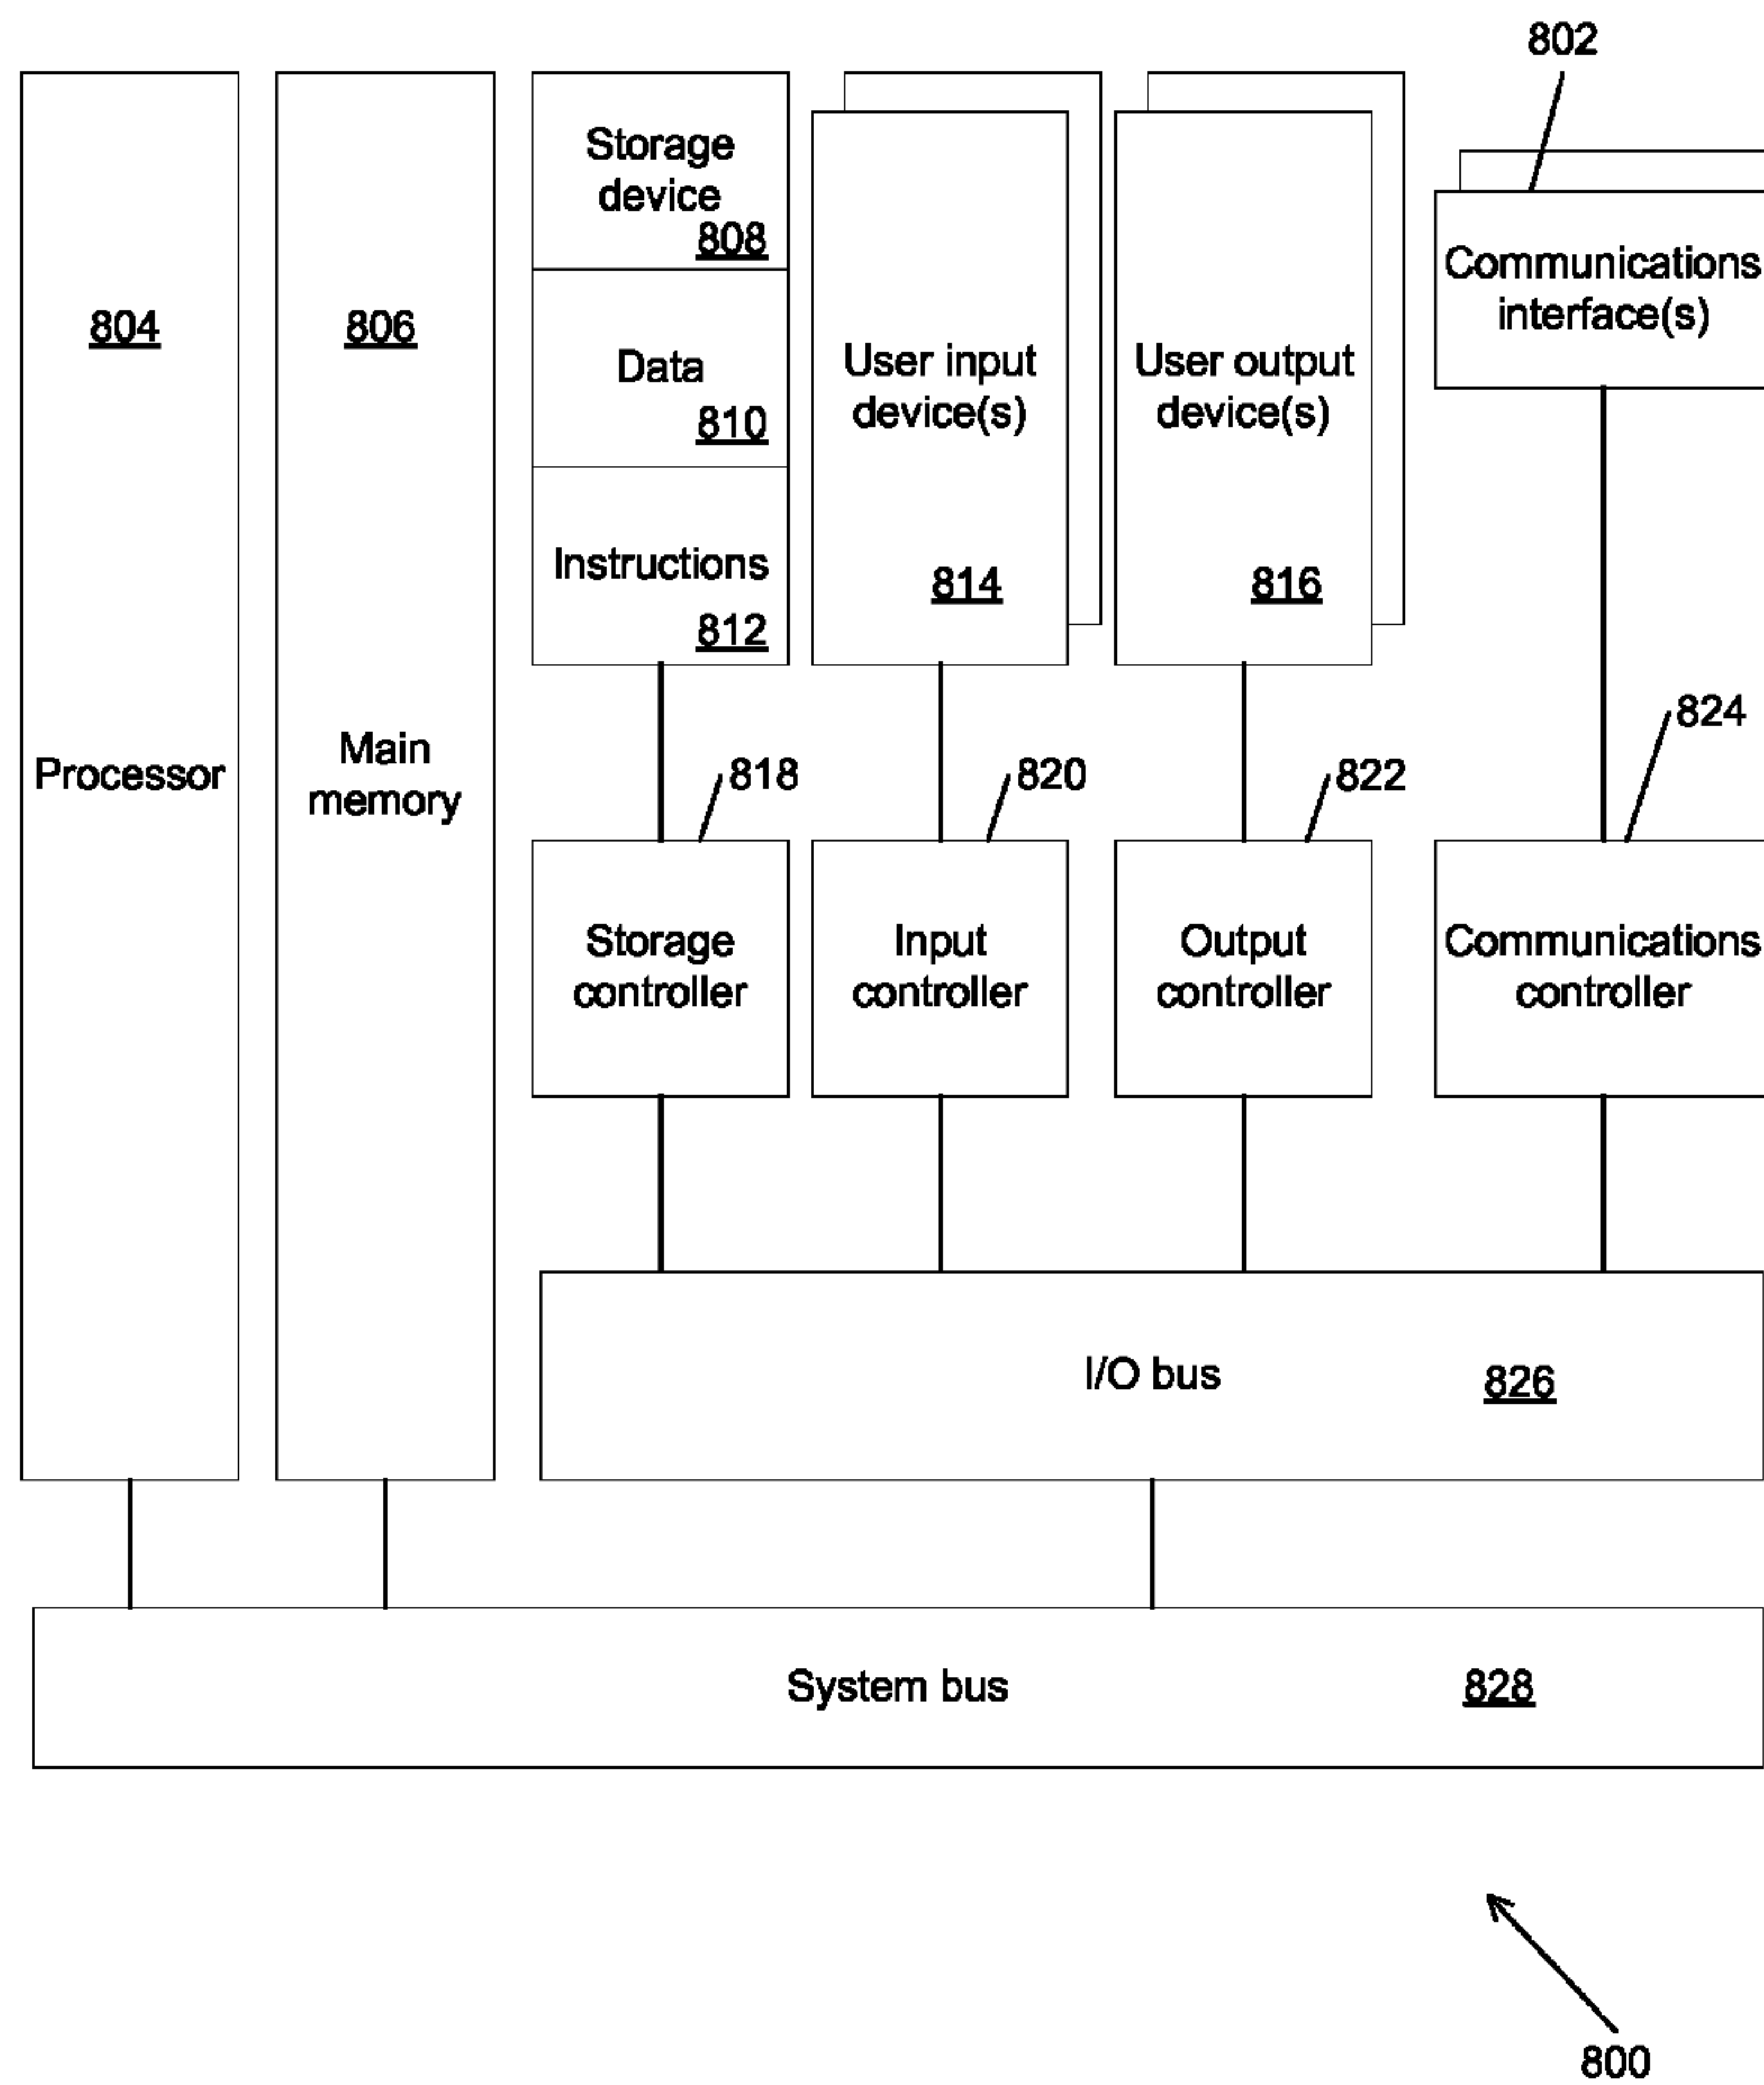 802
Storage
device
808
804
806
Data
810
User input
device(s)
User output
device(s)
Communications
interface(s)
Instructions
812
814
816
Processor
Main
memory
818
820
822
824
Storage
controller
Input
controller
Output
controller
Communications
controller
I/O bus
826
System bus
828
800